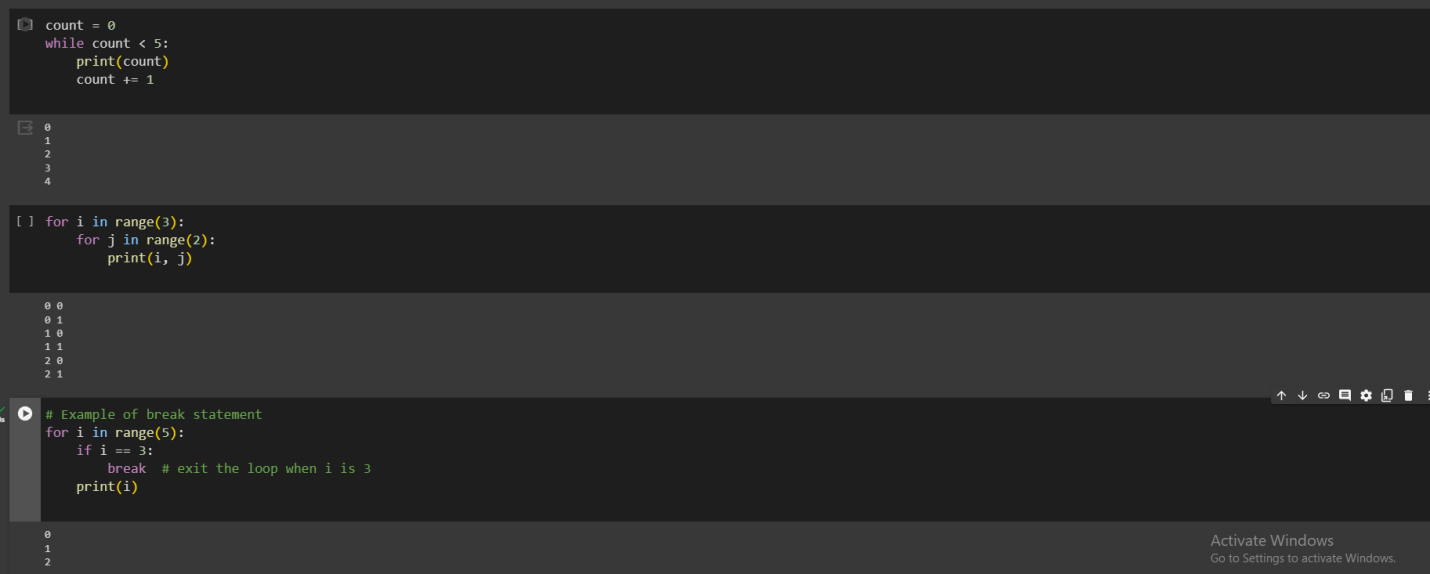 count = 0
while count < 5:
    print(count)
    count += 1
0
1
2
3
4
[ ] for i in range(3):
    for j in range(2):
        print(i, j)
0 0
0 1
1 0
1 1
2 0
2 1
# Example of break statement
for i in range(5):
    if i == 3:
        break  # exit the loop when i is 3
    print(i)
0
1
2
Activate Windows
Go to Settings to activate Windows.